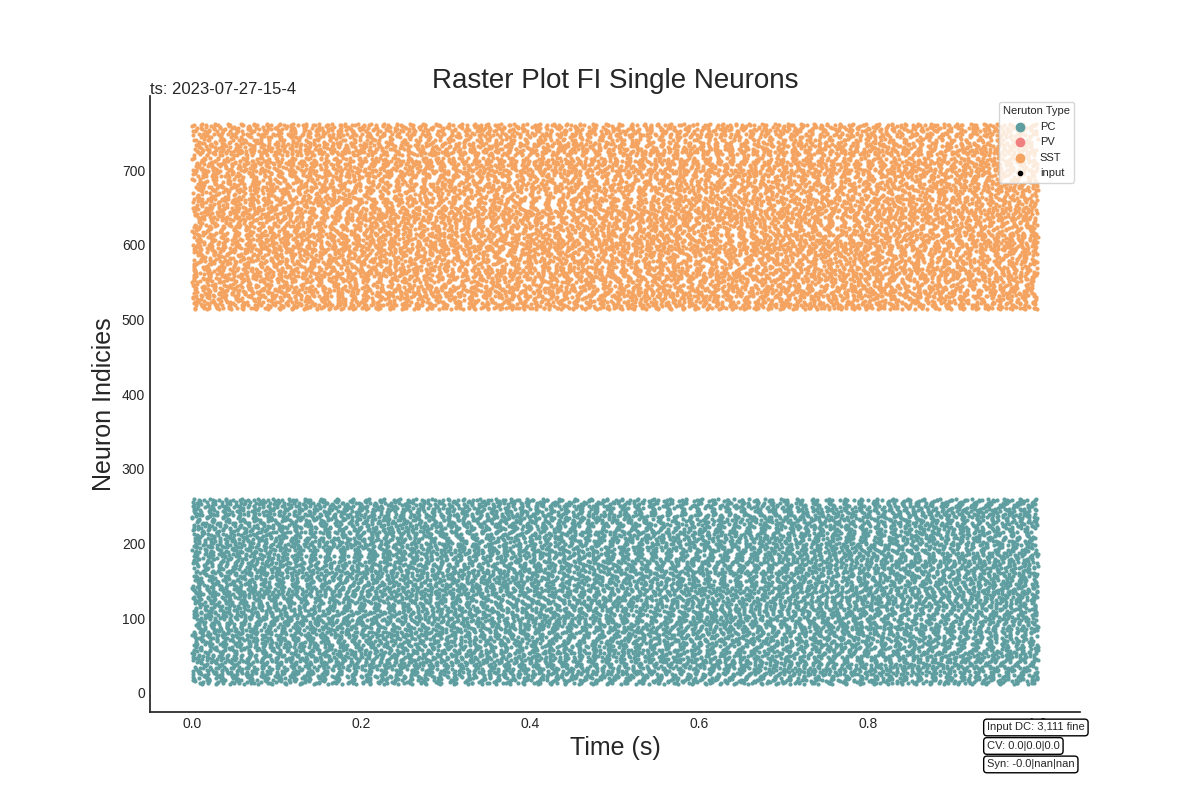 Raster Plot FI Single Neurons
ts: 2023-07-27-15-4
Neruton Type
PC
PV
SST
input
Neuron Indicies
700
600
500
400
300
200
100
0
0.0 0.2 0.4 0.6 0.8
Time (s)
Input DC: 3,111 fine
CV: 0.0|0.0|0.0
Syn: -0.0|nan|nan